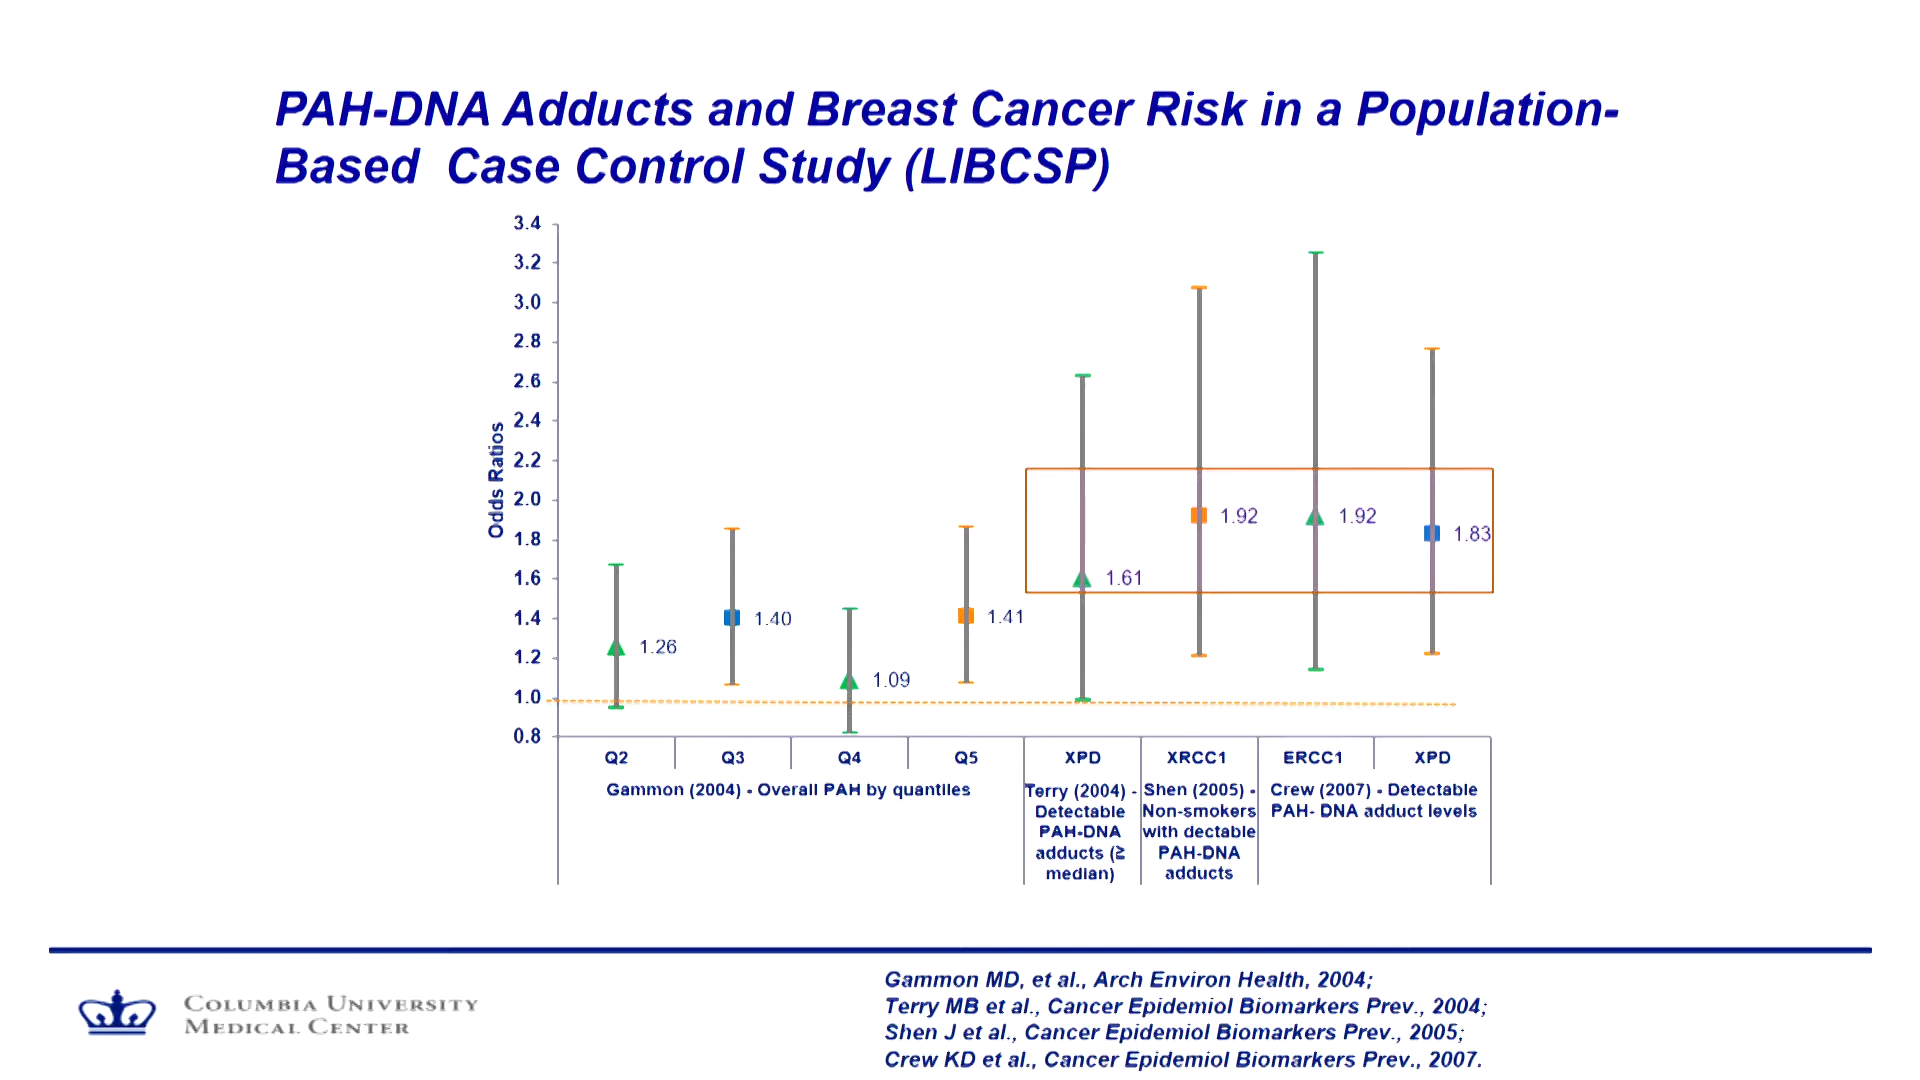 PAH-DNA Adducts and Breast Cancer Risk in a Population-
Based Case Control Study (LIBCSP)
3.4
3.2
3.0
2.8
2.6
2.4
2.2
2.0
1.8
1.6
1.4
1.2
1.0
0.8
Odds Ratios
1.26
1.40
1.09
1.41
1.61
1.92
1.92
1.83
Q2 Q3 Q4 Q5 XPD XRCC1 ERCC1 XPD
Gammon (2004) - Overall PAH by quantiles
Terry (2004) -
Detectable
PAH-DNA
adducts (≥
median)
Shen (2005) -
Non-smokers
with dectable
PAH-DNA
adducts
Crew (2007) - Detectable
PAH- DNA adduct levels
COLUMBIA UNIVERSITY
MEDICAL CENTER
Gammon MD, et al., Arch Environ Health, 2004;
Terry MB et al., Cancer Epidemiol Biomarkers Prev., 2004;
Shen J et al., Cancer Epidemiol Biomarkers Prev., 2005;
Crew KD et al., Cancer Epidemiol Biomarkers Prev., 2007.